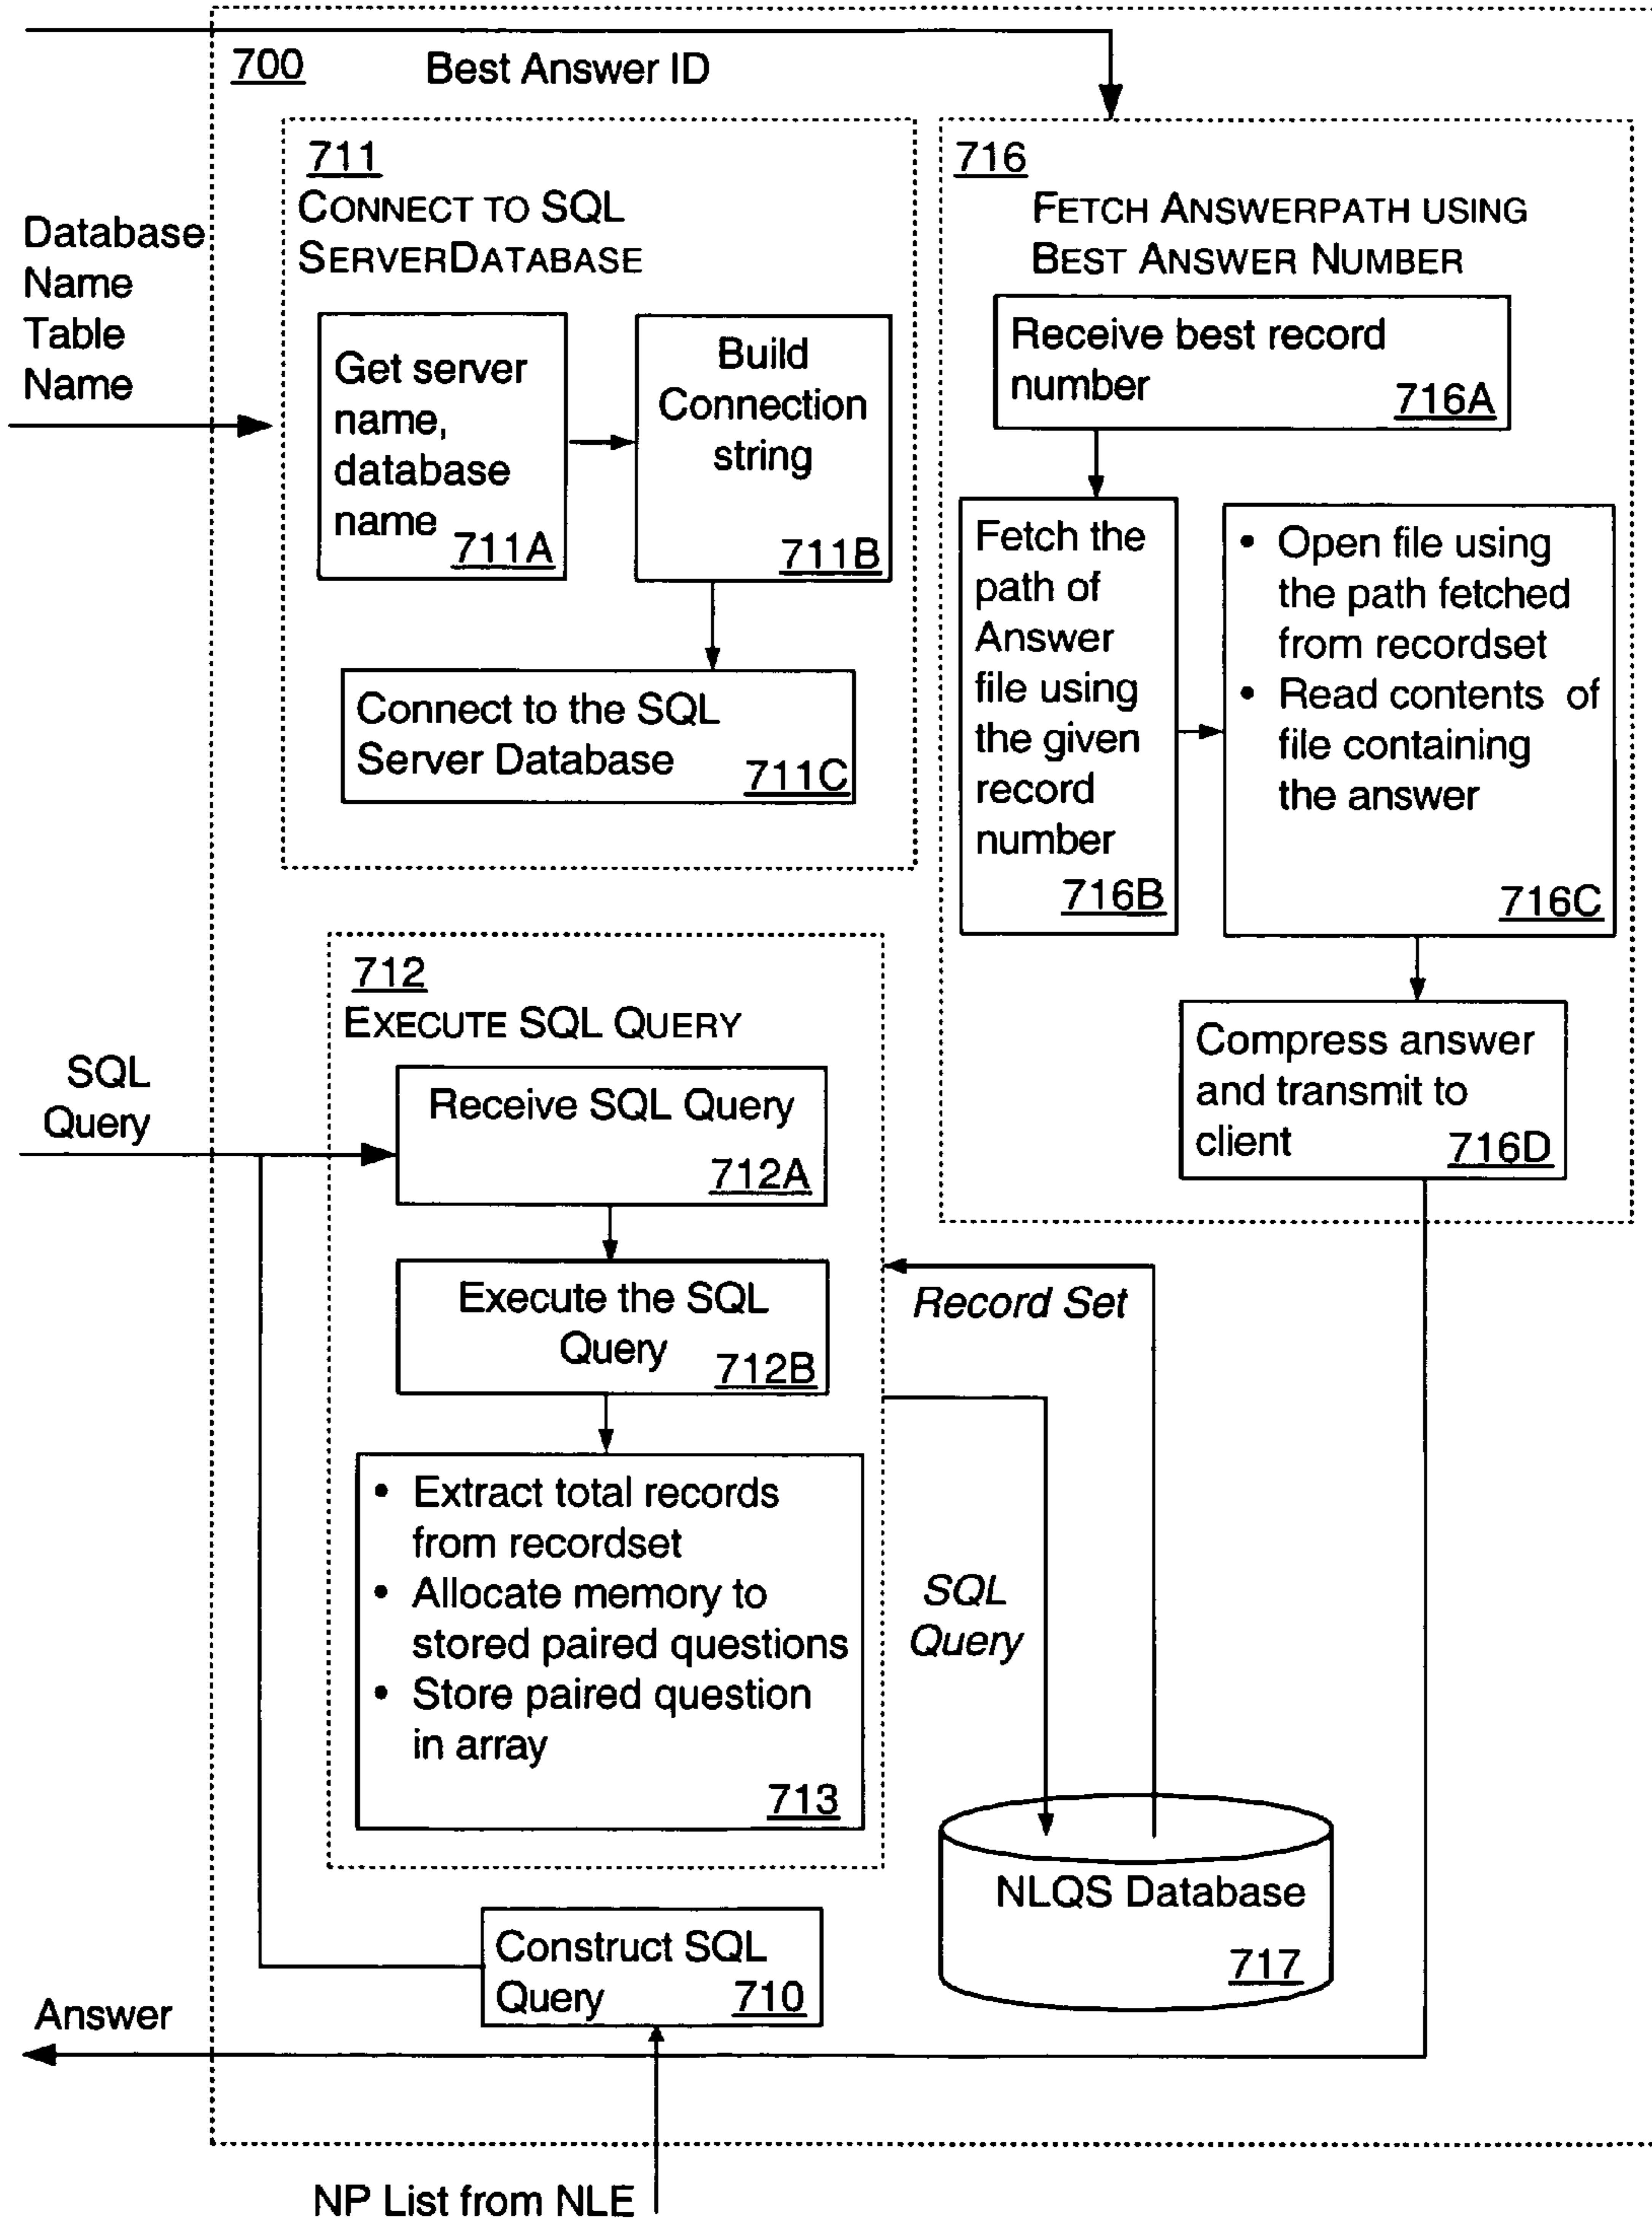 700
Best Answer ID
Database
Name
Table
Name
711
CONNECT TO SQL
SERVERDATABASE
Get server
name,
database
name
711A
Build
Connection
string
711B
Connect to the SQL
Server Database
711C
716
FETCH ANSWERPATH USING
BEST ANSWER NUMBER
Receive best record
number
716A
Fetch the
path of
Answer
file using
the given
record
number
716B
• Open file using
the path fetched
from recordset
• Read contents of
file containing
the answer
716C
Compress answer
and transmit to
client
716D
SQL
Query
712
EXECUTE SQL QUERY
Receive SQL Query
712A
Execute the SQL
Query
712B
• Extract total records
from recordset
• Allocate memory to
stored paired questions
• Store paired question
in array
713
Record Set
SQL
Query
NLQS Database
717
Construct SQL
Query
710
Answer
NP List from NLE